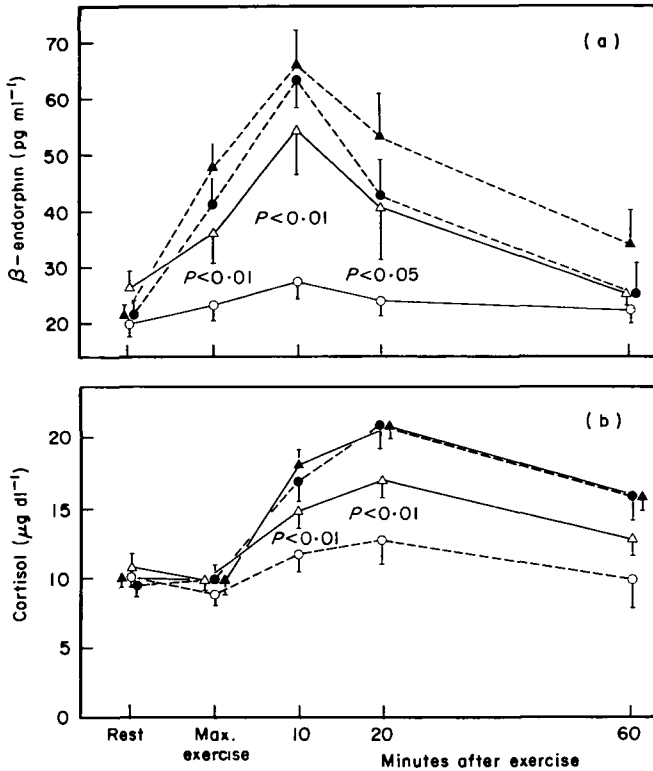 (a)
β-endorphin (pg ml⁻¹)
70
60
50
40
30
20
P<0·01
P<0·01
P<0·05
(b)
Cortisol (μg dl⁻¹)
20
15
10
5
0
P<0·01
P<0·01
Rest
Max.
exercise
10
20
60
Minutes after exercise